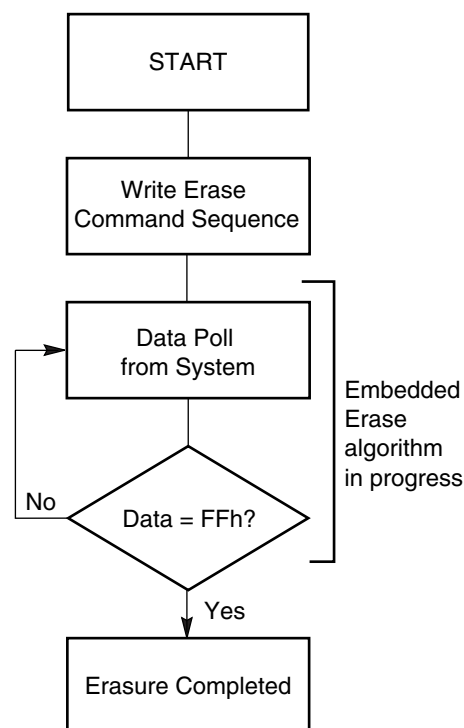 START
Write Erase
Command Sequence
Data Poll
from System
Embedded
Erase
algorithm
in progress
No
Data = FFh?
Yes
Erasure Completed